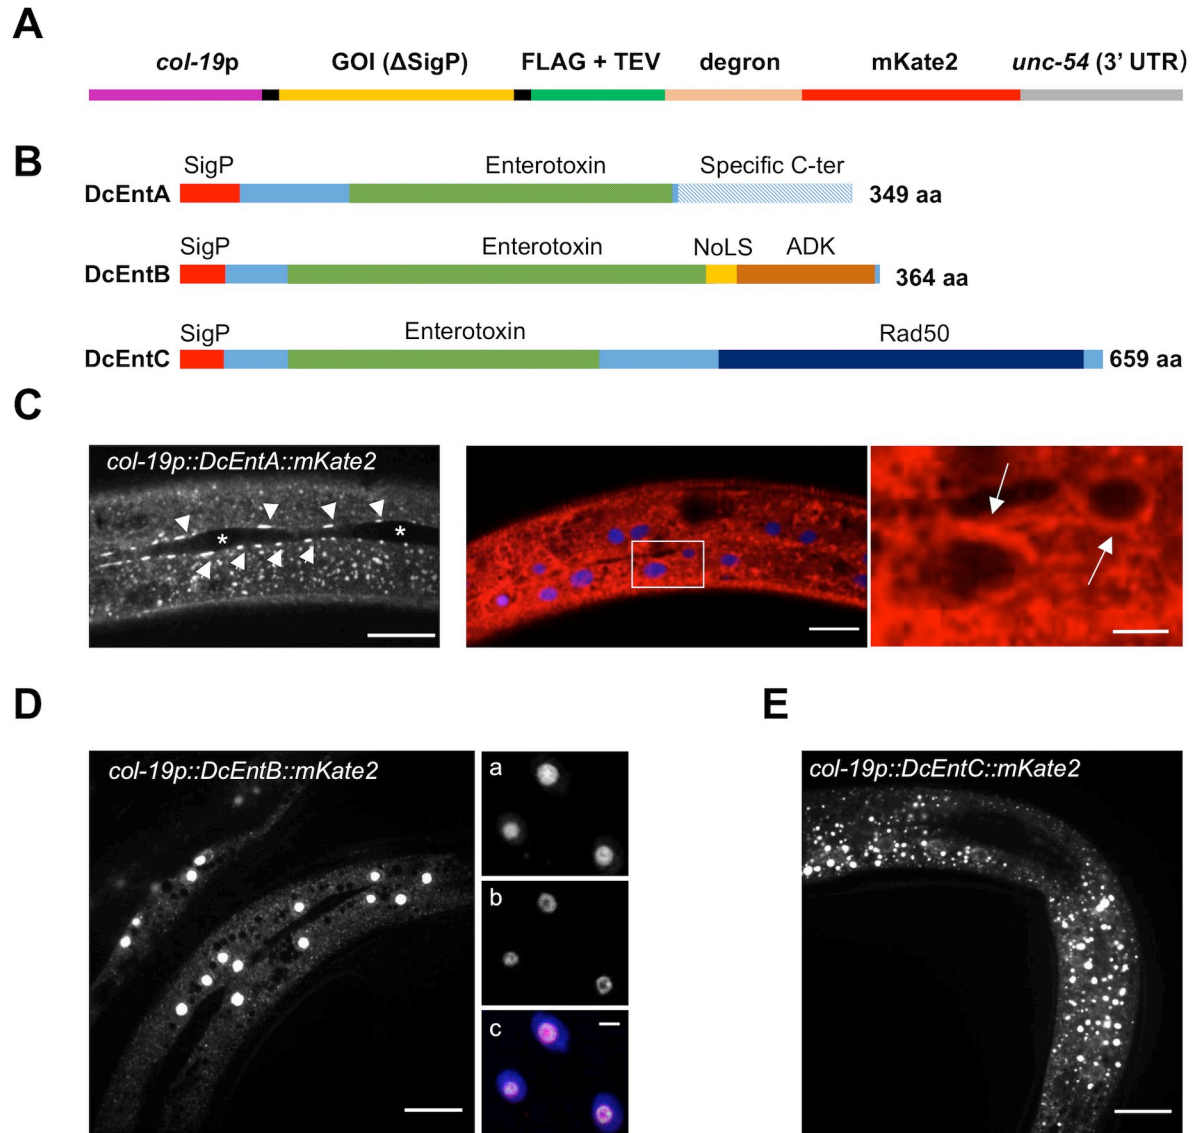 A
col-19p GOI (ΔSigP) FLAG + TEV degron mKate2 unc-54 (3’ UTR)
B
SigP Enterotoxin Specific C-ter
DcEntA 349 aa
SigP Enterotoxin NoLS ADK
DcEntB 364 aa
SigP Enterotoxin Rad50
DcEntC 659 aa
C
col-19p::DcEntA::mKate2
* *
D
col-19p::DcEntB::mKate2
a
b
c
E
col-19p::DcEntC::mKate2